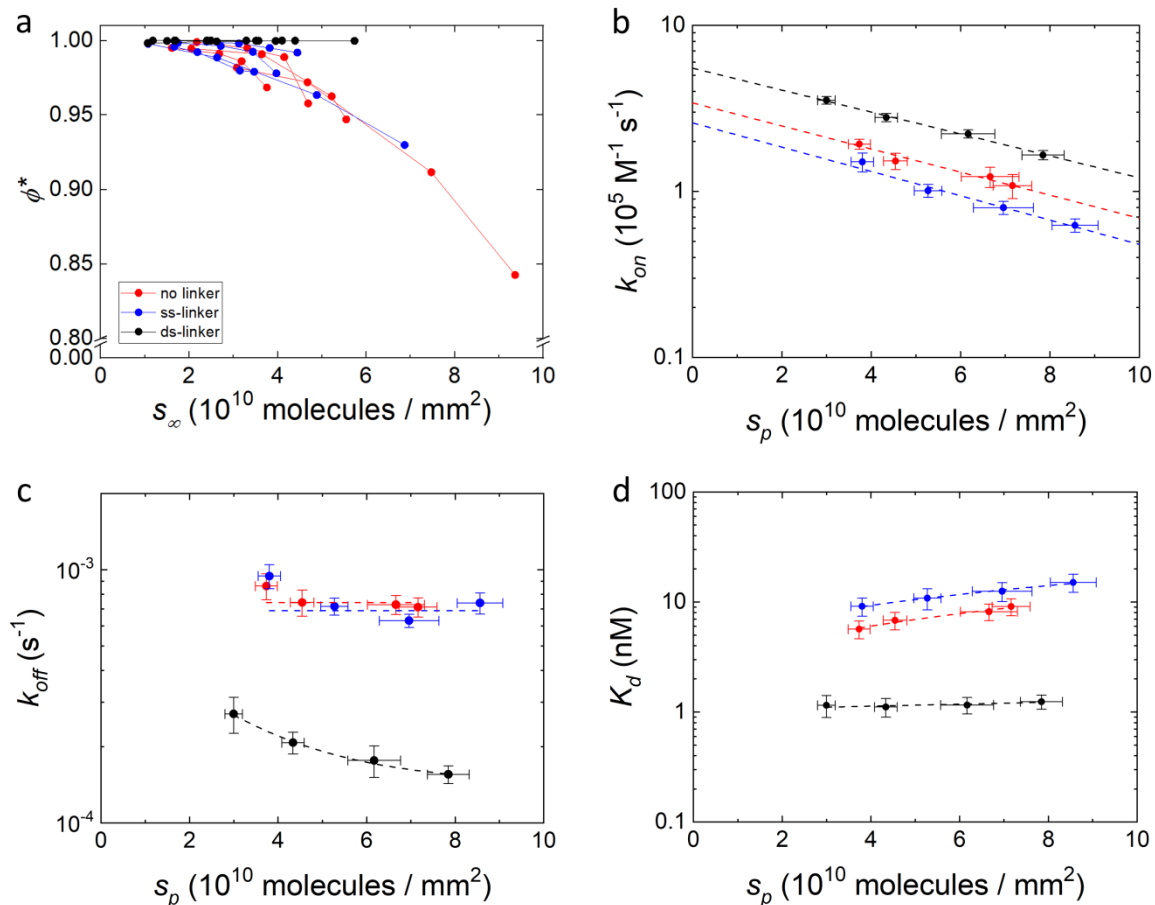 a
1.00
0.95
0.90
0.85
0.80
0.00
ϕ*
no linker
ss-linker
ds-linker
0 2 4 6 8 10
s∞ (10¹⁰ molecules / mm²)
b
10
1
0.1
kon (10⁵ M⁻¹ s⁻¹)
0 2 4 6 8 10
sp (10¹⁰ molecules / mm²)
c
10⁻³
10⁻⁴
koff (s⁻¹)
0 2 4 6 8 10
sp (10¹⁰ molecules / mm²)
d
100
10
1
0.1
Kd (nM)
0 2 4 6 8 10
sp (10¹⁰ molecules / mm²)